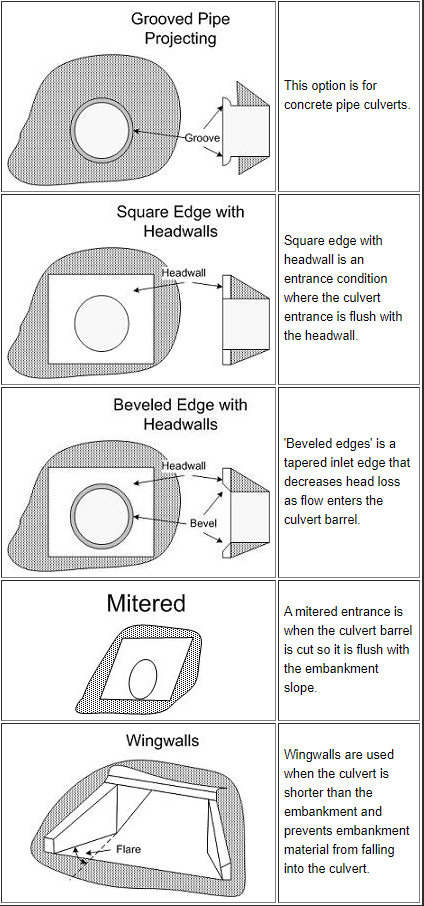 Grooved Pipe
Projecting
Groove
This option is for
concrete pipe culverts.
Square Edge with
Headwalls
Headwall
Square edge with
headwall is an
entrance condition
where the culvert
entrance is flush with
the headwall.
Beveled Edge with
Headwalls
Headwall
Bevel
'Beveled edges' is a
tapered inlet edge that
decreases head loss
as flow enters the
culvert barrel.
Mitered
A mitered entrance is
when the culvert barrel
is cut so it is flush with
the embankment
slope.
Wingwalls
Flare
Wingwalls are used
when the culvert is
shorter than the
embankment and
prevents embankment
material from falling
into the culvert.